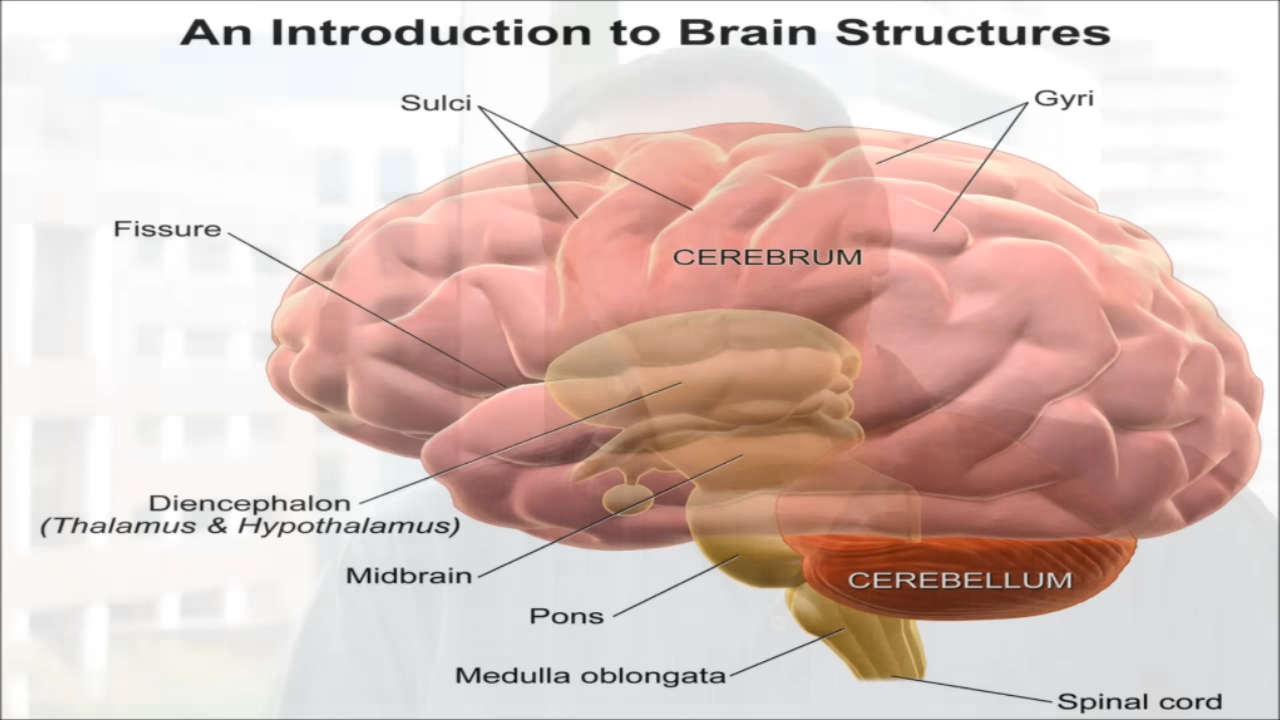 An Introduction to Brain Structures
Sulci
Gyri
Fissure
CEREBRUM
Diencephalon
(Thalamus & Hypothalamus)
Midbrain
CEREBELLUM
Pons
Medulla oblongata
Spinal cord